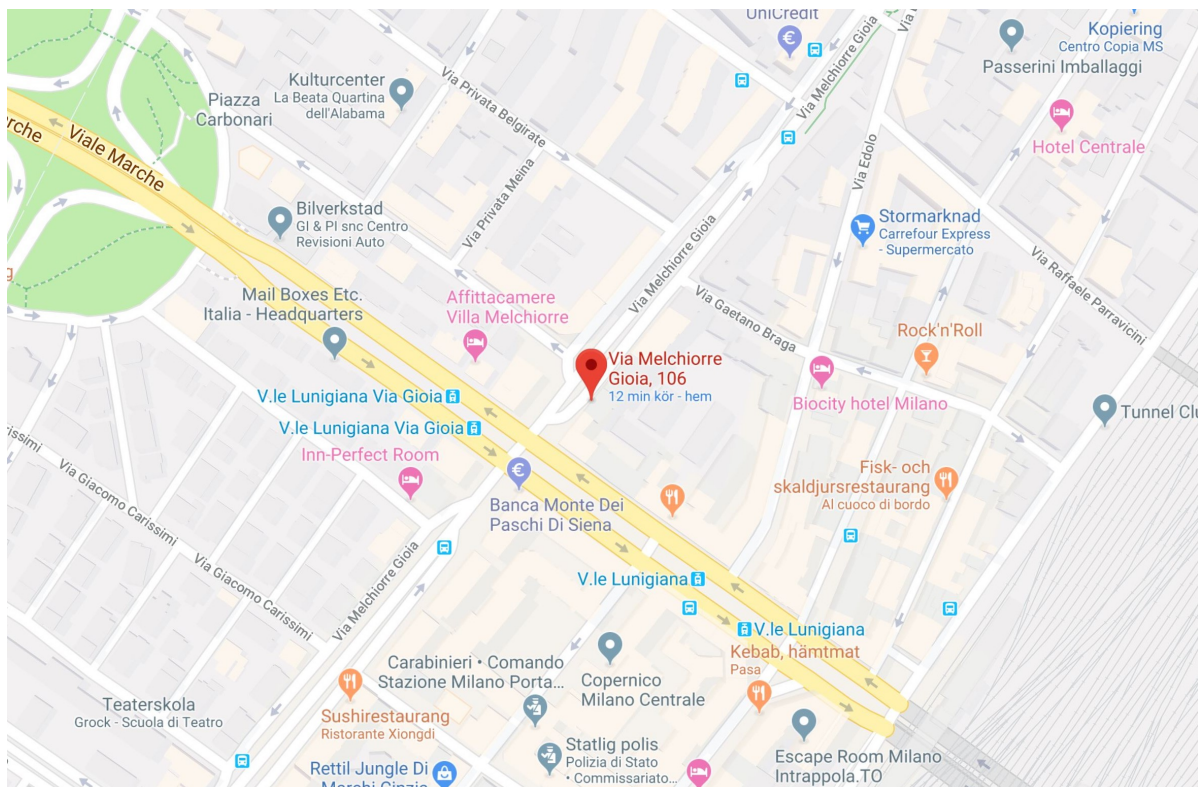 UniCredit
Via Melchiorre Gioia
Kopiering
Centro Copia MS
Passerini Imballaggi
Kulturcenter
La Beata Quartina
dell'Alabama
Piazza
Carbonari
Via Privata Belgirate
Hotel Centrale
Viale Marche
Via Edolo
Via Privata Meina
Bilverkstad
GI & PI snc Centro
Revisioni Auto
Stormarknad
Carrefour Express
- Supermercato
Via Melchiorre Gioia
Via Raffaele Parravicini
Mail Boxes Etc.
Italia - Headquarters
Affittacamere
Villa Melchiorre
Via Gaetano Braga
Rock'n'Roll
Via Melchiorre
Gioia, 106
12 min kör - hem
V.le Lunigiana Via Gioia
Biocity hotel Milano
V.le Lunigiana Via Gioia
Inn-Perfect Room
Via Giacomo Carissimi
Banca Monte Dei
Paschi Di Siena
Fisk- och
skaldjursrestaurang
Al cuoco di bordo
Via Giacomo Carissimi
Via Melchiorre Gioia
V.le Lunigiana
V.le Lunigiana
Kebab, hämtmat
Pasa
Carabinieri • Comando
Stazione Milano Porta...
Copernico
Milano Centrale
Teaterskola
Grock - Scuola di Teatro
Sushirestaurang
Ristorante Xiongdi
Statlig polis
Polizia di Stato
• Commissariato...
Escape Room Milano
Intrappola.TO
Rettil Jungle Di